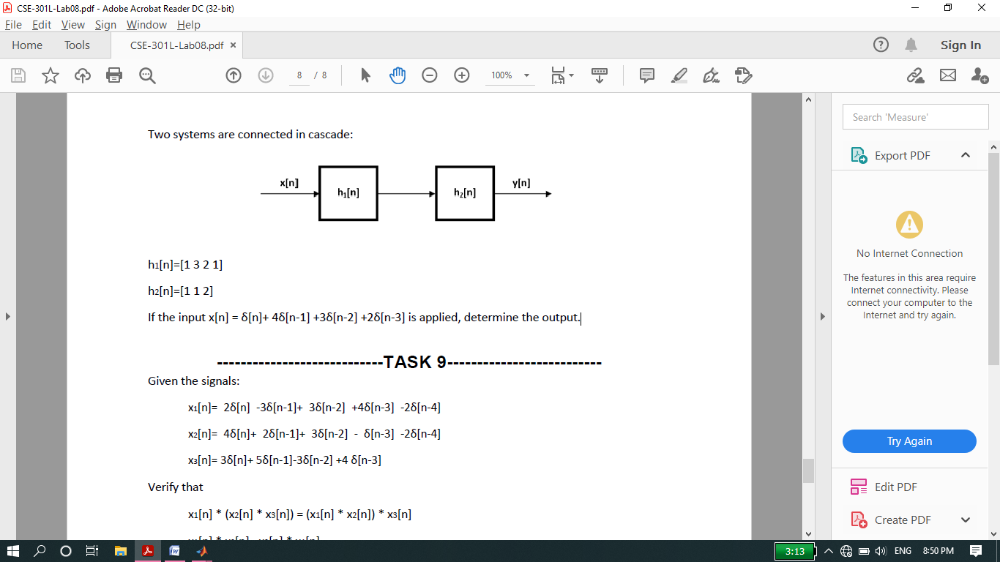 CSE-301L-Lab08.pdf - Adobe Acrobat Reader DC (32-bit)
File Edit View Sign Window Help
Home Tools CSE-301L-Lab08.pdf ×
8 / 8 100%
Sign In
Two systems are connected in cascade:
x[n] h1[n] h2[n] y[n]
h1[n]=[1 3 2 1]
h2[n]=[1 1 2]
If the input x[n] = δ[n]+ 4δ[n-1] +3δ[n-2] +2δ[n-3] is applied, determine the output.
----------------------------TASK 9--------------------------
Given the signals:
x1[n]= 2δ[n] -3δ[n-1]+ 3δ[n-2] +4δ[n-3] -2δ[n-4]
x2[n]= 4δ[n]+ 2δ[n-1]+ 3δ[n-2] - δ[n-3] -2δ[n-4]
x3[n]= 3δ[n]+ 5δ[n-1]-3δ[n-2] +4 δ[n-3]
Verify that
x1[n] * (x2[n] * x3[n]) = (x1[n] * x2[n]) * x3[n]
Search 'Measure'
Export PDF
No Internet Connection
The features in this area require
Internet connectivity. Please
connect your computer to the
Internet and try again.
Try Again
Edit PDF
Create PDF
3:13 ENG 8:50 PM